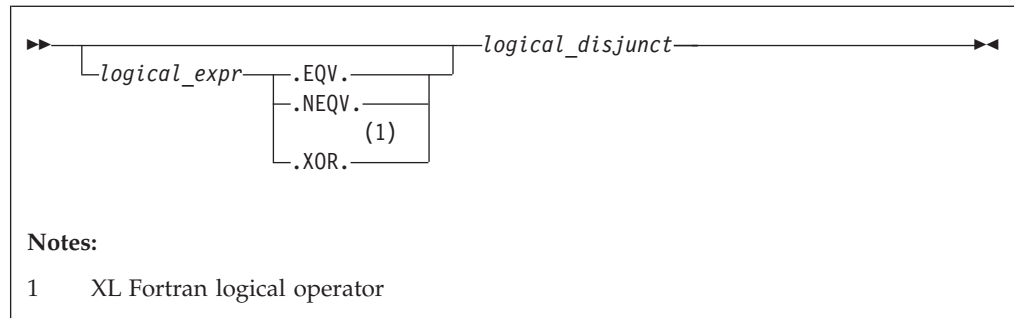 logical_disjunct
logical_expr .EQV.
.NEQV.
(1)
.XOR.
Notes:
1 XL Fortran logical operator